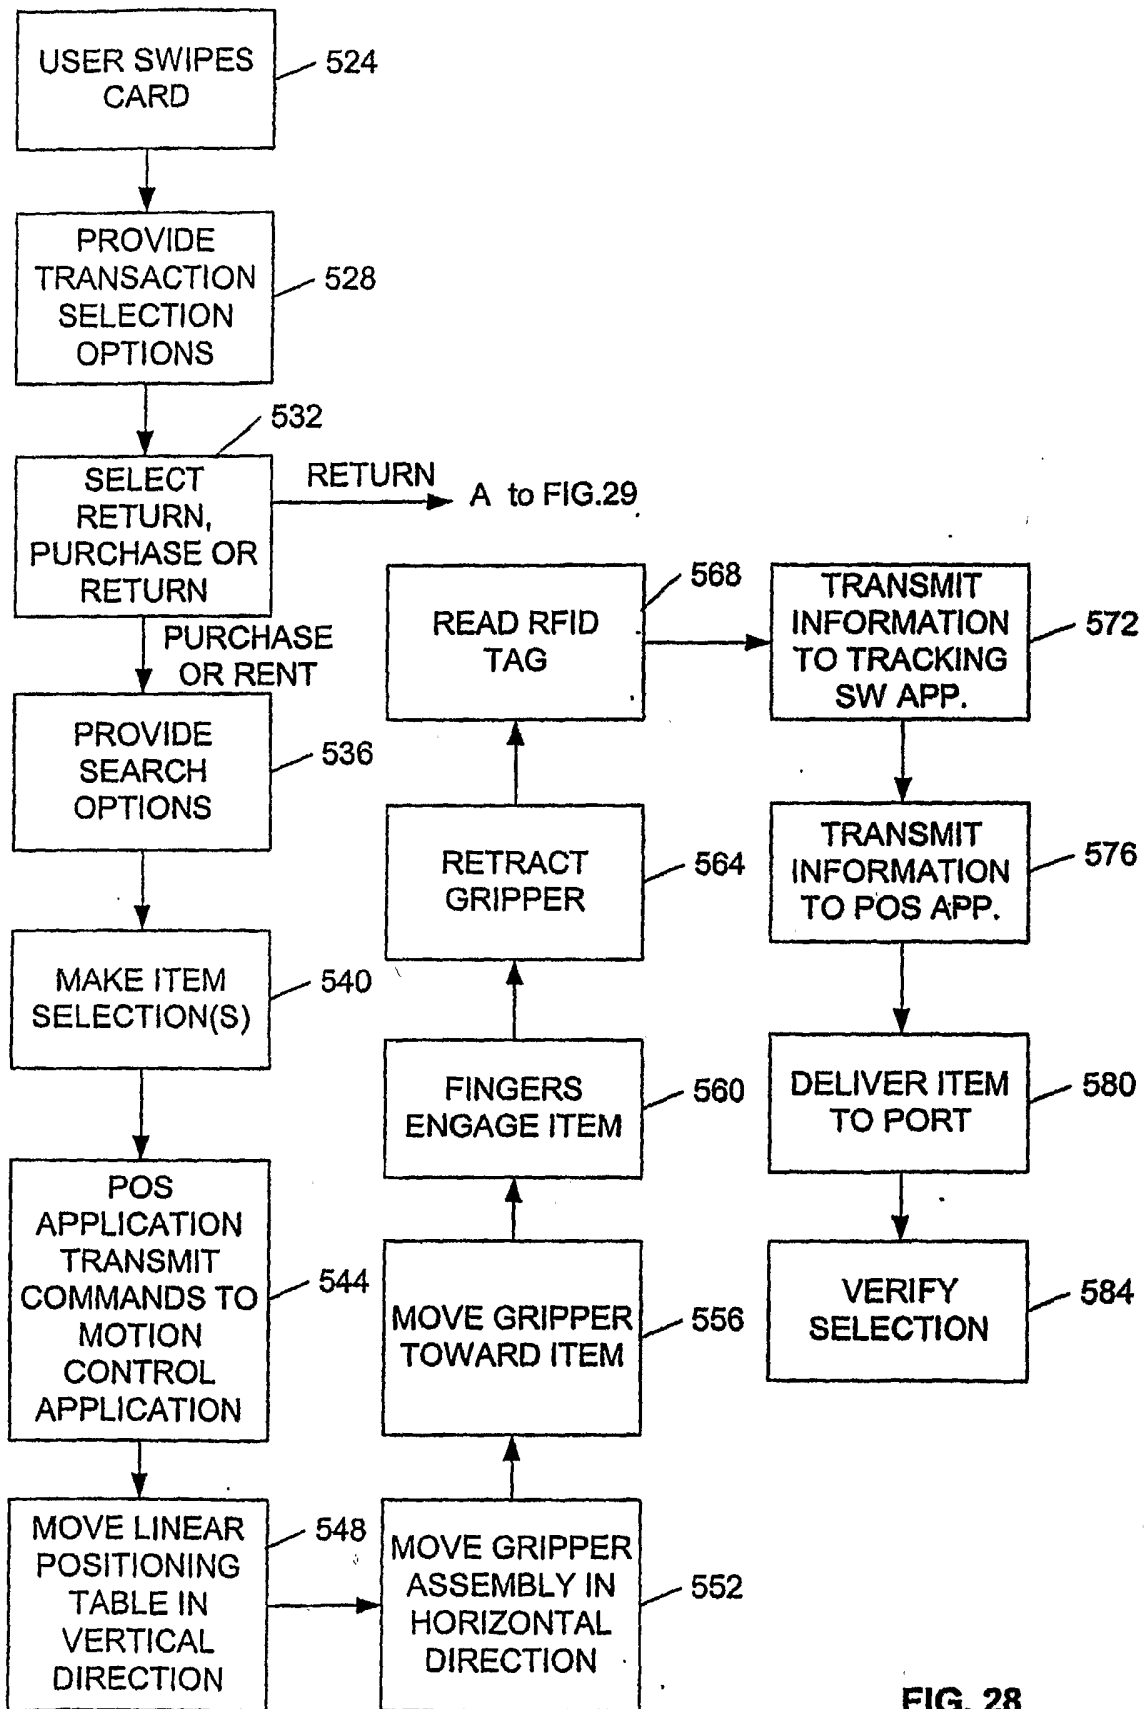 USER SWIPES
CARD
524
PROVIDE
TRANSACTION
SELECTION
OPTIONS
528
532
SELECT
RETURN,
PURCHASE OR
RETURN
RETURN
A to FIG.29
PURCHASE
OR RENT
PROVIDE
SEARCH
OPTIONS
536
MAKE ITEM
SELECTION(S)
540
POS
APPLICATION
TRANSMIT
COMMANDS TO
MOTION
CONTROL
APPLICATION
544
MOVE LINEAR
POSITIONING
TABLE IN
VERTICAL
DIRECTION
548
MOVE GRIPPER
ASSEMBLY IN
HORIZONTAL
DIRECTION
552
MOVE GRIPPER
TOWARD ITEM
556
FINGERS
ENGAGE ITEM
560
RETRACT
GRIPPER
564
READ RFID
TAG
568
TRANSMIT
INFORMATION
TO TRACKING
SW APP.
572
TRANSMIT
INFORMATION
TO POS APP.
576
DELIVER ITEM
TO PORT
580
VERIFY
SELECTION
584
FIG. 28